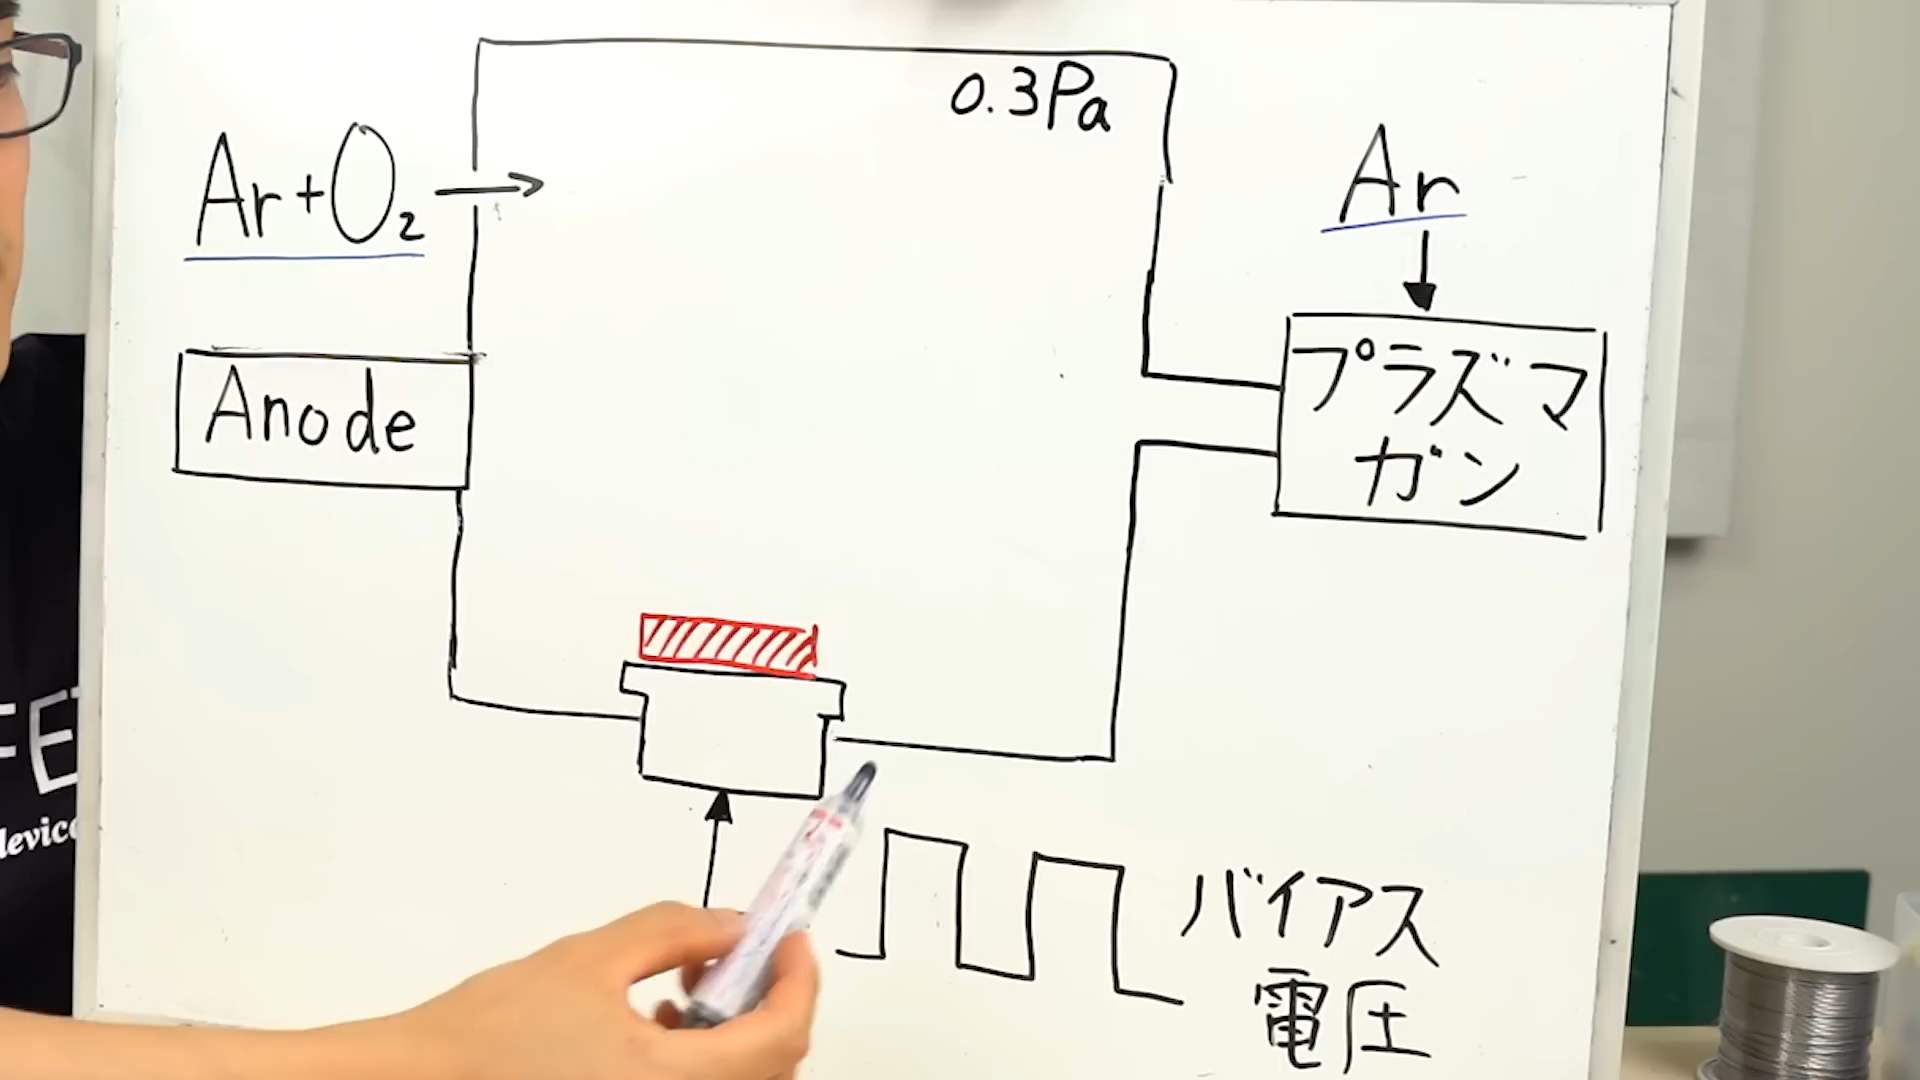 0.3Pa
Ar+O₂
Ar
Anode
プラズマ
ガン
バイアス
電圧